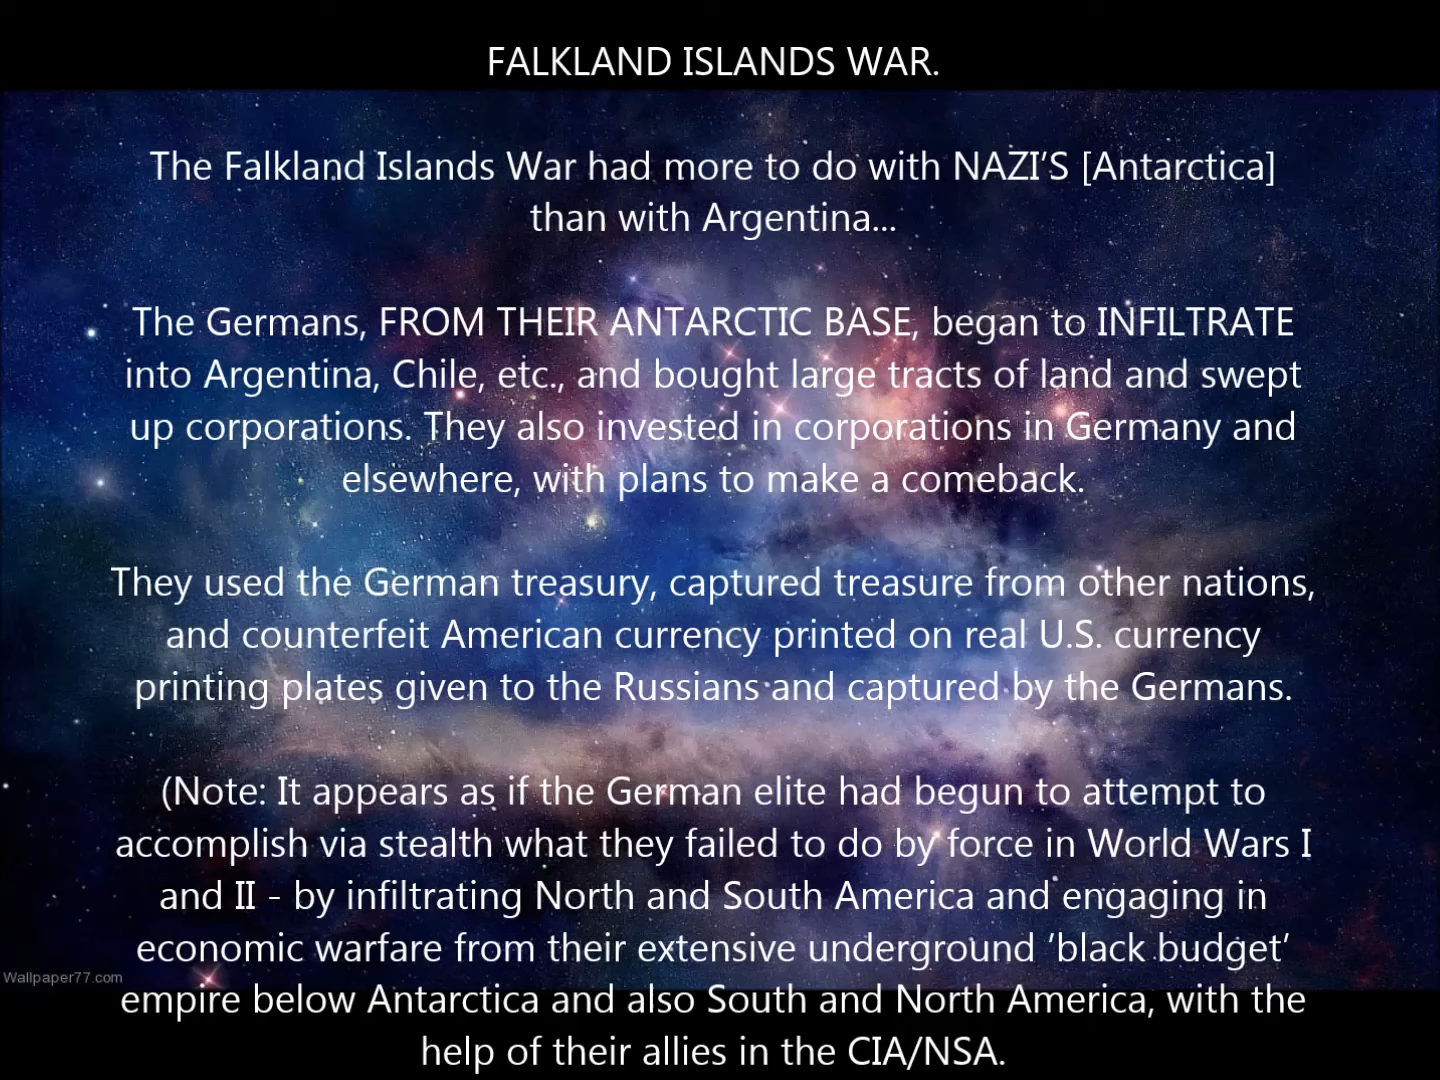 FALKLAND ISLANDS WAR.
The Falkland Islands War had more to do with NAZI’S [Antarctica]
than with Argentina...
The Germans, FROM THEIR ANTARCTIC BASE, began to INFILTRATE
into Argentina, Chile, etc., and bought large tracts of land and swept
up corporations. They also invested in corporations in Germany and
elsewhere, with plans to make a comeback.
They used the German treasury, captured treasure from other nations,
and counterfeit American currency printed on real U.S. currency
printing plates given to the Russians and captured by the Germans.
(Note: It appears as if the German elite had begun to attempt to
accomplish via stealth what they failed to do by force in World Wars I
and II - by infiltrating North and South America and engaging in
economic warfare from their extensive underground ’black budget’
Wallpaper77.com
empire below Antarctica and also South and North America, with the
help of their allies in the CIA/NSA.